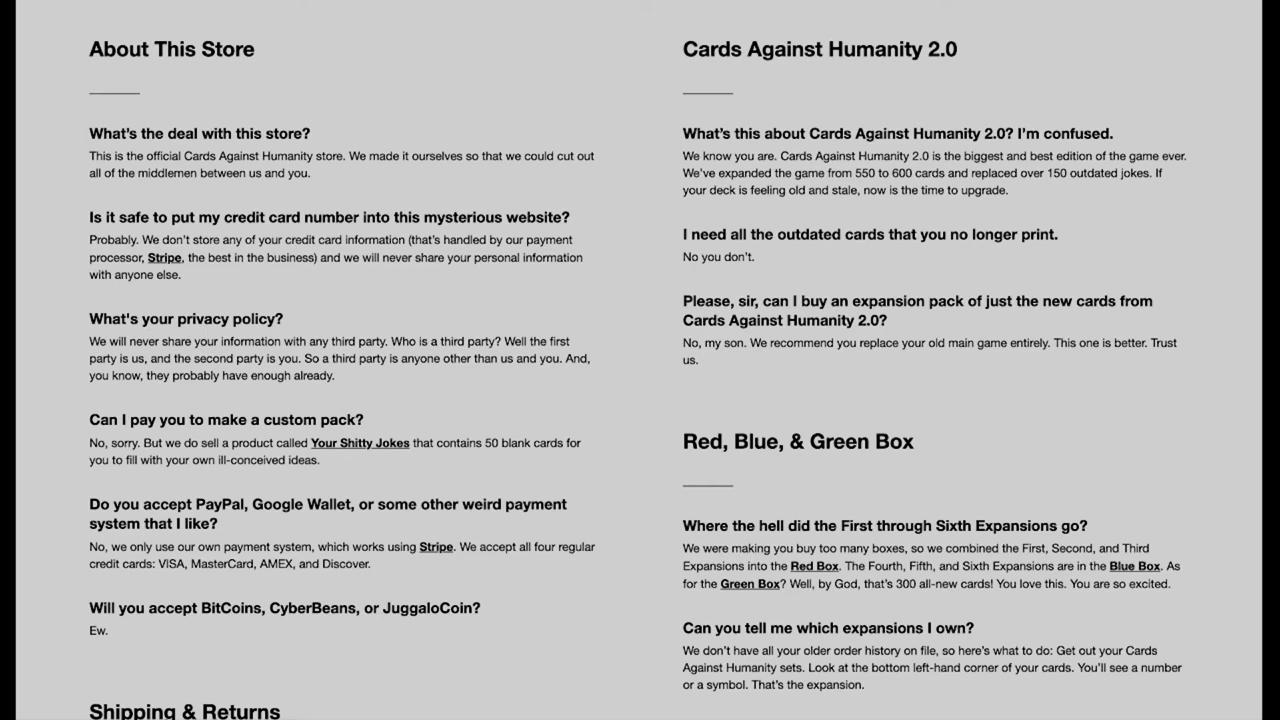 About This Store
What's the deal with this store?
This is the official Cards Against Humanity store. We made it ourselves so that we could cut out
all of the middlemen between us and you.
Is it safe to put my credit card number into this mysterious website?
Probably. We don't store any of your credit card information (that's handled by our payment
processor, Stripe, the best in the business) and we will never share your personal information
with anyone else.
What's your privacy policy?
We will never share your information with any third party. Who is a third party? Well the first
party is us, and the second party is you. So a third party is anyone other than us and you. And,
you know, they probably have enough already.
Can I pay you to make a custom pack?
No, sorry. But we do sell a product called Your Shitty Jokes that contains 50 blank cards for
you to fill with your own ill-conceived ideas.
Do you accept PayPal, Google Wallet, or some other weird payment
system that I like?
No, we only use our own payment system, which works using Stripe. We accept all four regular
credit cards: VISA, MasterCard, AMEX, and Discover.
Will you accept BitCoins, CyberBeans, or JuggaloCoin?
Ew.
Shipping & Returns
Cards Against Humanity 2.0
What's this about Cards Against Humanity 2.0? I'm confused.
We know you are. Cards Against Humanity 2.0 is the biggest and best edition of the game ever.
We've expanded the game from 550 to 600 cards and replaced over 150 outdated jokes. If
your deck is feeling old and stale, now is the time to upgrade.
I need all the outdated cards that you no longer print.
No you don't.
Please, sir, can I buy an expansion pack of just the new cards from
Cards Against Humanity 2.0?
No, my son. We recommend you replace your old main game entirely. This one is better. Trust
us.
Red, Blue, & Green Box
Where the hell did the First through Sixth Expansions go?
We were making you buy too many boxes, so we combined the First, Second, and Third
Expansions into the Red Box. The Fourth, Fifth, and Sixth Expansions are in the Blue Box. As
for the Green Box? Well, by God, that's 300 all-new cards! You love this. You are so excited.
Can you tell me which expansions I own?
We don't have all your older order history on file, so here's what to do: Get out your Cards
Against Humanity sets. Look at the bottom left-hand corner of your cards. You'll see a number
or a symbol. That's the expansion.